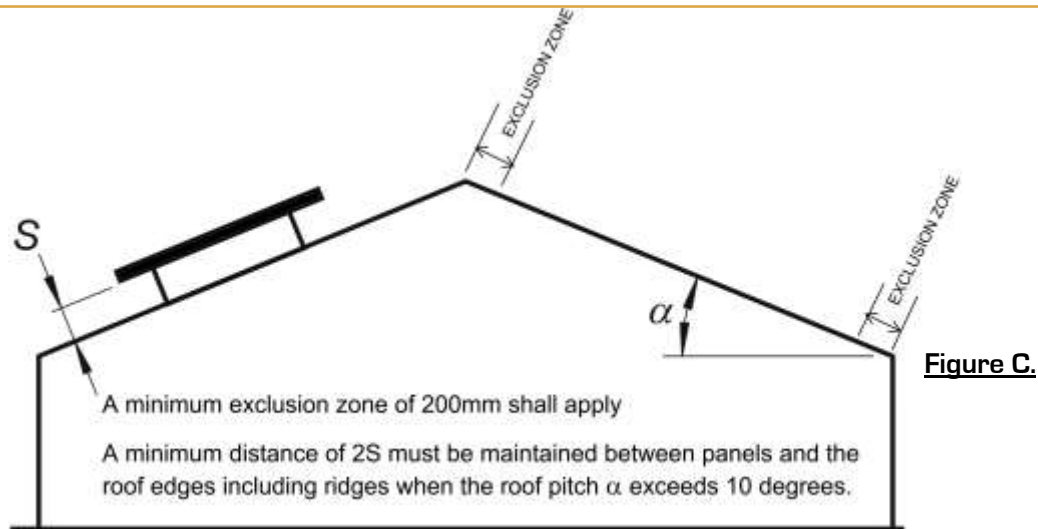 EXCLUSION ZONE
EXCLUSION ZONE
S
α
Figure C.
A minimum exclusion zone of 200mm shall apply
A minimum distance of 2S must be maintained between panels and the
roof edges including ridges when the roof pitch α exceeds 10 degrees.